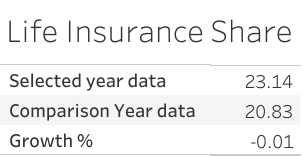 Life Insurance Share
Selected year data 23.14
Comparison Year data 20.83
Growth % -0.01